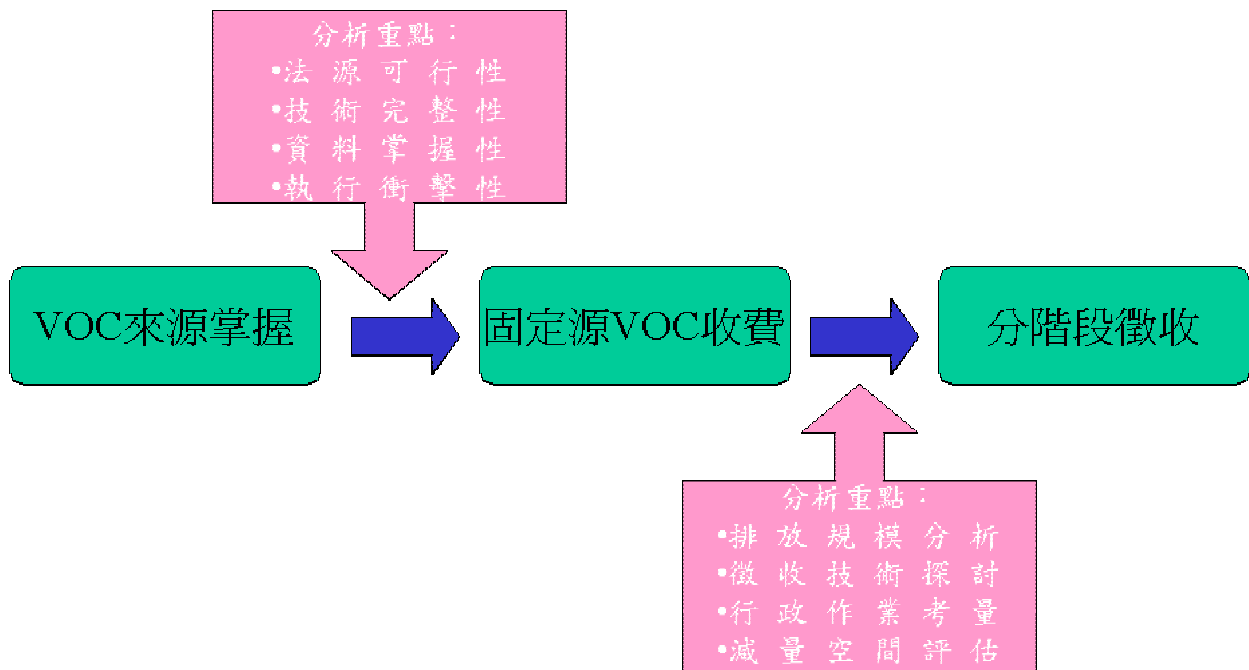 分析重點：
•法源可行性
•技術完整性
•資料掌握性
•執行衝擊性
VOC來源掌握
固定源VOC收費
分階段徵收
分析重點：
•排放規模分析
•徵收技術探討
•行政作業考量
•減量空間評估